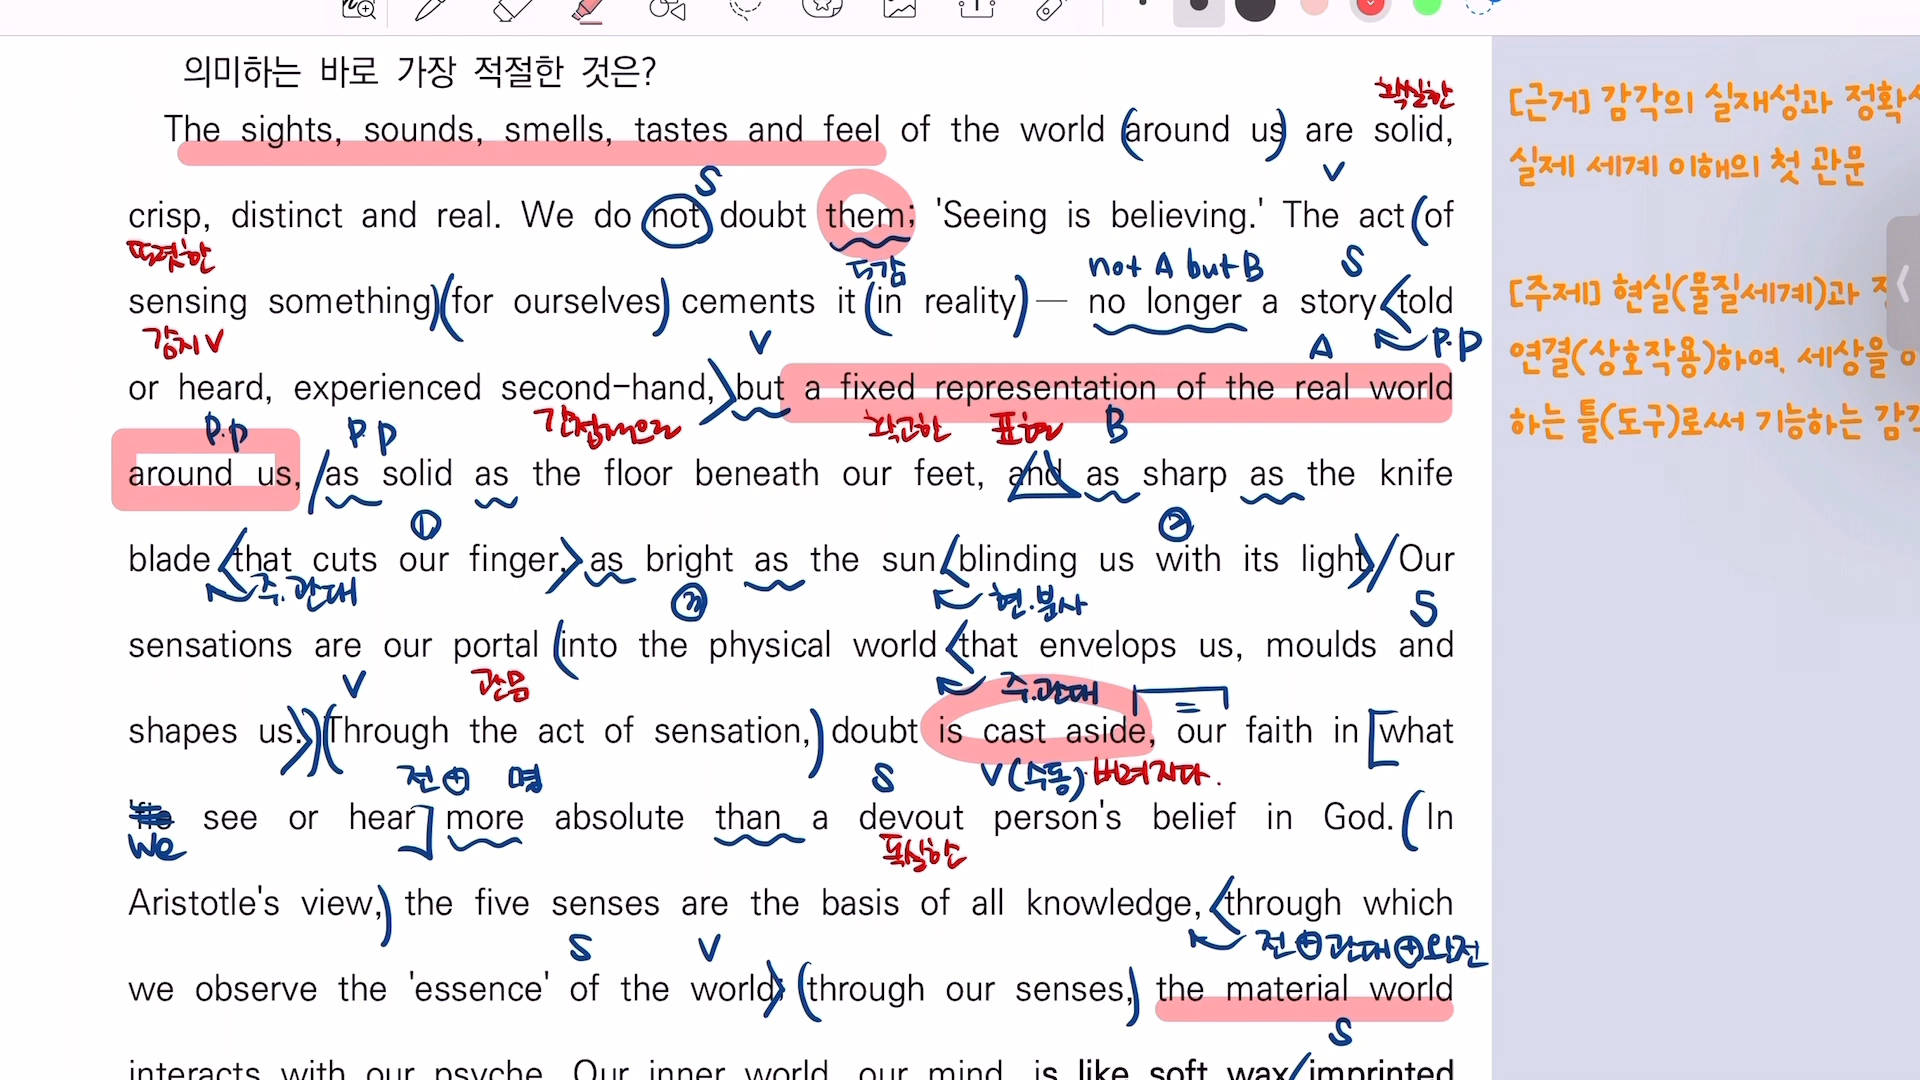 의미하는 바로 가장 적절한 것은?
확실한
The sights, sounds, smells, tastes and feel of the world (around us) are solid,
S V
crisp, distinct and real. We do not doubt them; 'Seeing is believing.' The act (of
뚜렷한 오감 not A but B S
sensing something) (for ourselves) cements it (in reality) — no longer a story <told
감지 V V A P.P
or heard, experienced second-hand,> but a fixed representation of the real world
P.P P.P 간접적으로 확고한 표현 B
around us, / as solid as the floor beneath our feet, and as sharp as the knife
① ②
blade <that cuts our finger,> as bright as the sun <blinding us with its light.> / Our
주.관대 ③ 현.분사 S
sensations are our portal (into the physical world <that envelops us, moulds and
V 관문 주.관대 =
shapes us.>) (Through the act of sensation,) doubt is cast aside, our faith in [what
전⊕명 S V(수동) 버려지다.
see or hear] more absolute than a devout person's belief in God. (In
We 독실한
Aristotle's view,) the five senses are the basis of all knowledge, <through which
S V 전⊕관대⊕완전
we observe the 'essence' of the world;> (through our senses,) the material world
S
interacts with our psyche. Our inner world, our mind, is like soft wax / imprinted
[근거] 감각의 실재성과
실제 세계 이해의 첫 관문
[주제] 현실(물질세계)과
연결(상호작용)하여, 세상을
하는 틀(도구)로써 기능하는